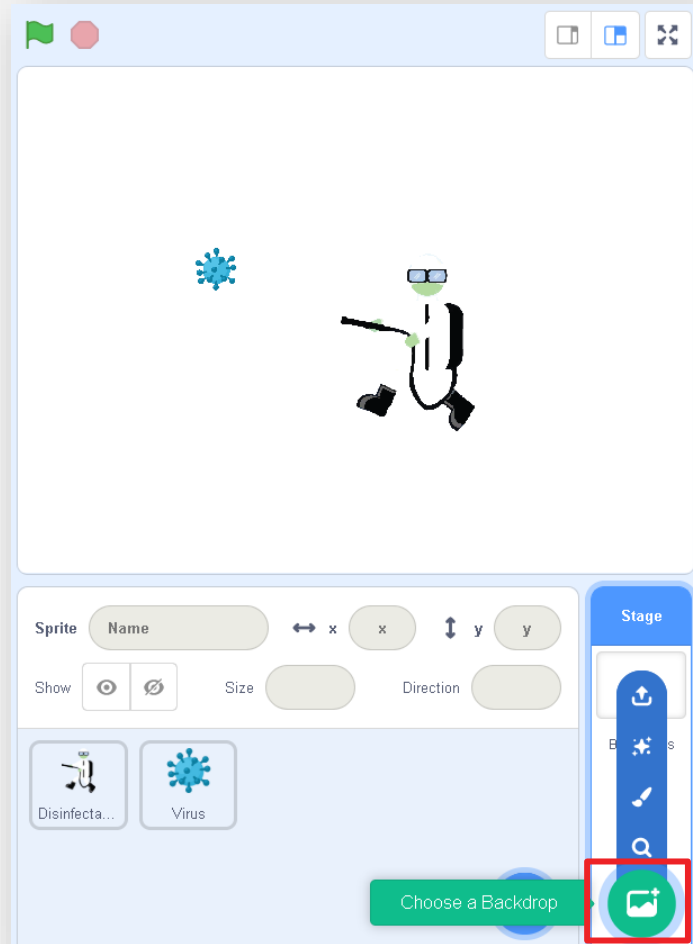 Sprite Name x x y y
Show Size Direction
Stage
Disinfecta... Virus
Choose a Backdrop